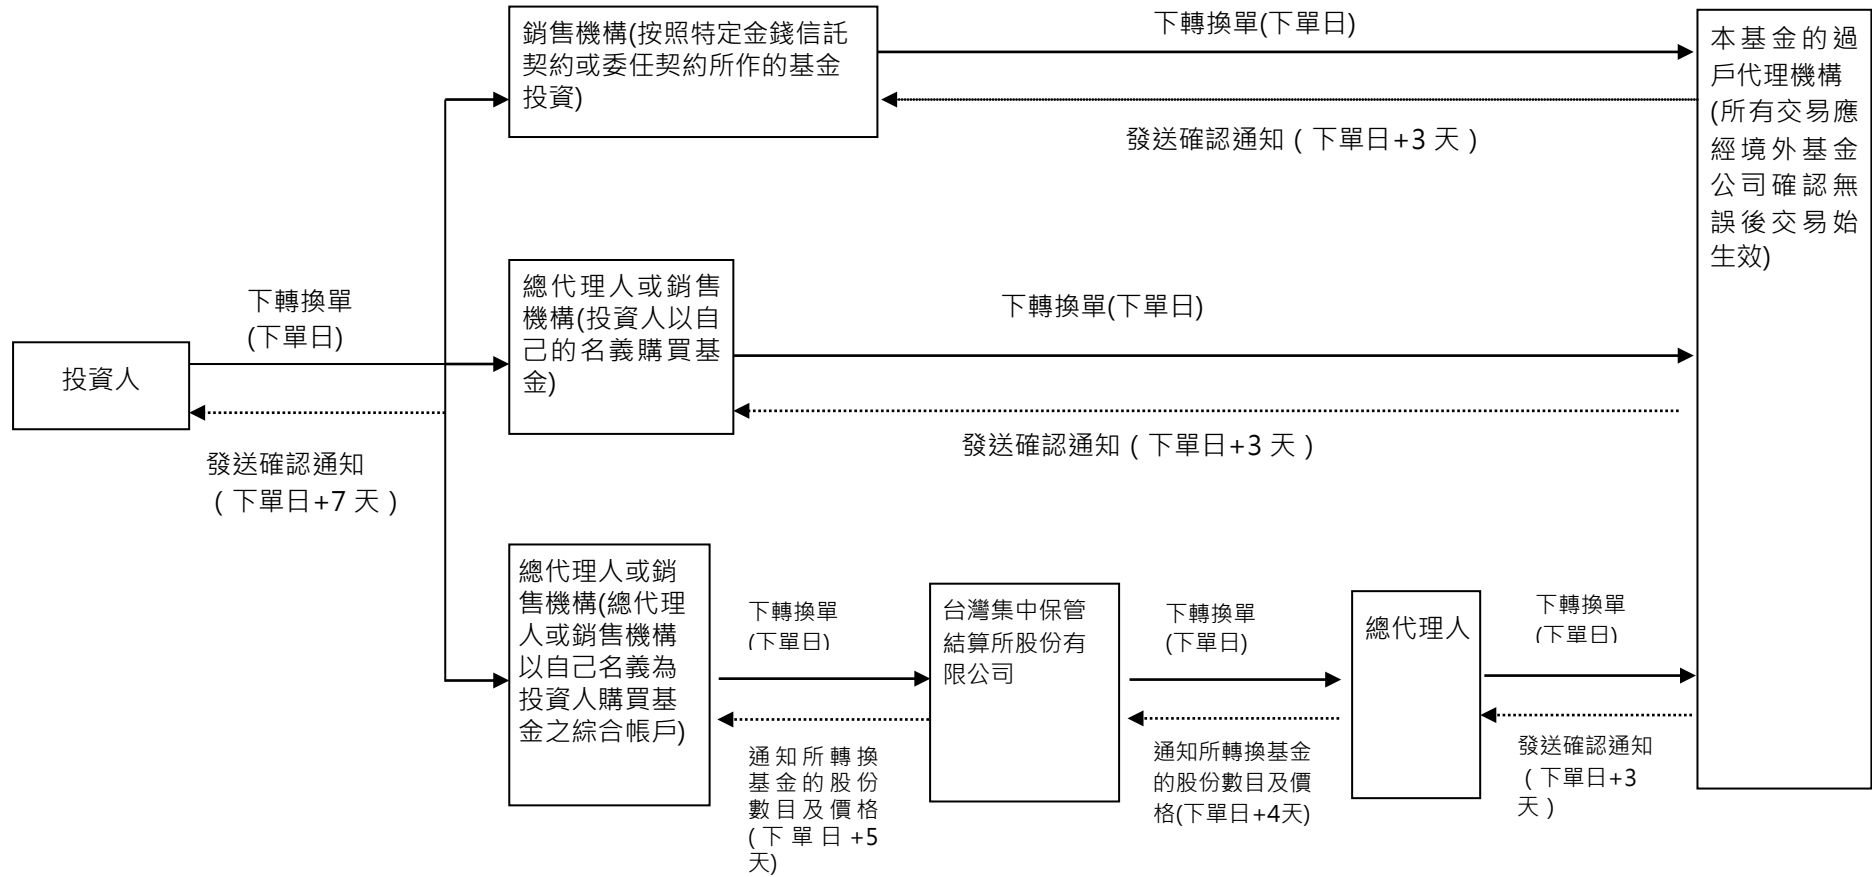 銷售機構(按照特定金錢信託
契約或委任契約所作的基金
投資)
下轉換單(下單日)
發送確認通知（下單日+3 天）
本基金的過
戶代理機構
(所有交易應
經境外基金
公司確認無
誤後交易始
生效)
投資人
下轉換單
(下單日)
發送確認通知
（下單日+7 天）
總代理人或銷售
機構(投資人以自
己的名義購買基
金)
下轉換單(下單日)
發送確認通知（下單日+3 天）
總代理人或銷
售機構(總代理
人或銷售機構
以自己名義為
投資人購買基
金之綜合帳戶)
下轉換單
(下單日)
通知所轉換
基金的股份
數目及價格
(下單日+5
天)
台灣集中保管
結算所股份有
限公司
下轉換單
(下單日)
通知所轉換基金
的股份數目及價
格(下單日+4天)
總代理人
下轉換單
(下單日)
發送確認通知
（下單日+3
天）